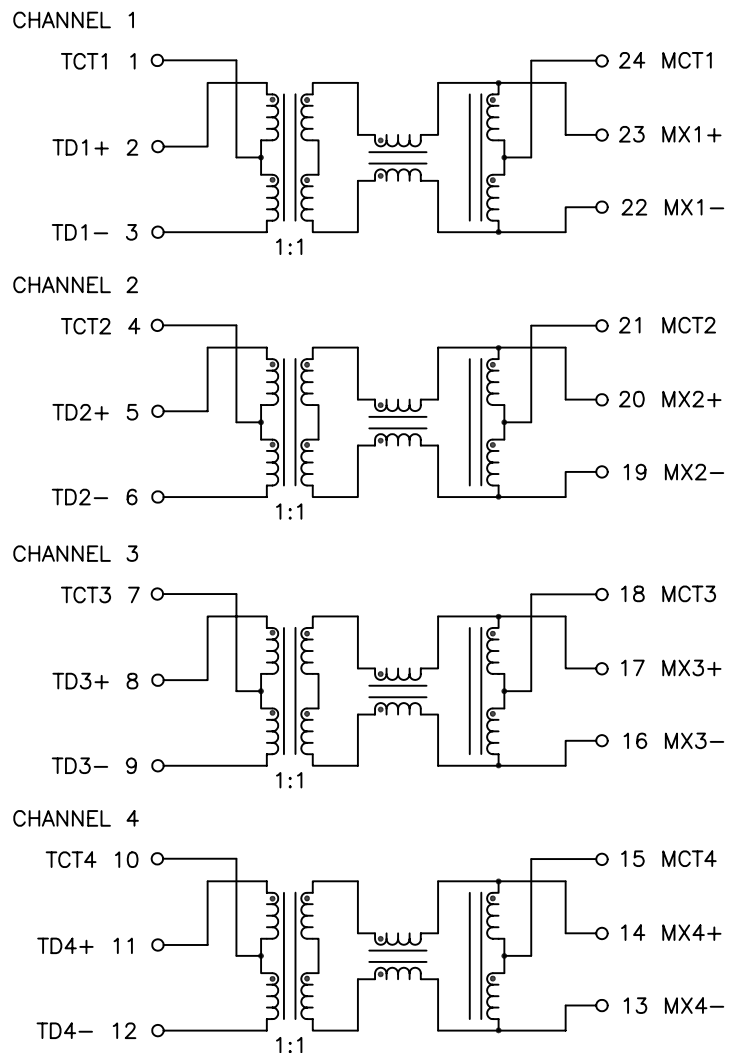 CHANNEL 1
TCT1 1 24 MCT1
TD1+ 2 23 MX1+
22 MX1−
TD1− 3
1:1
CHANNEL 2
TCT2 4 21 MCT2
TD2+ 5 20 MX2+
19 MX2−
TD2− 6
1:1
CHANNEL 3
TCT3 7 18 MCT3
TD3+ 8 17 MX3+
16 MX3−
TD3− 9
1:1
CHANNEL 4
TCT4 10 15 MCT4
TD4+ 11 14 MX4+
13 MX4−
TD4− 12
1:1